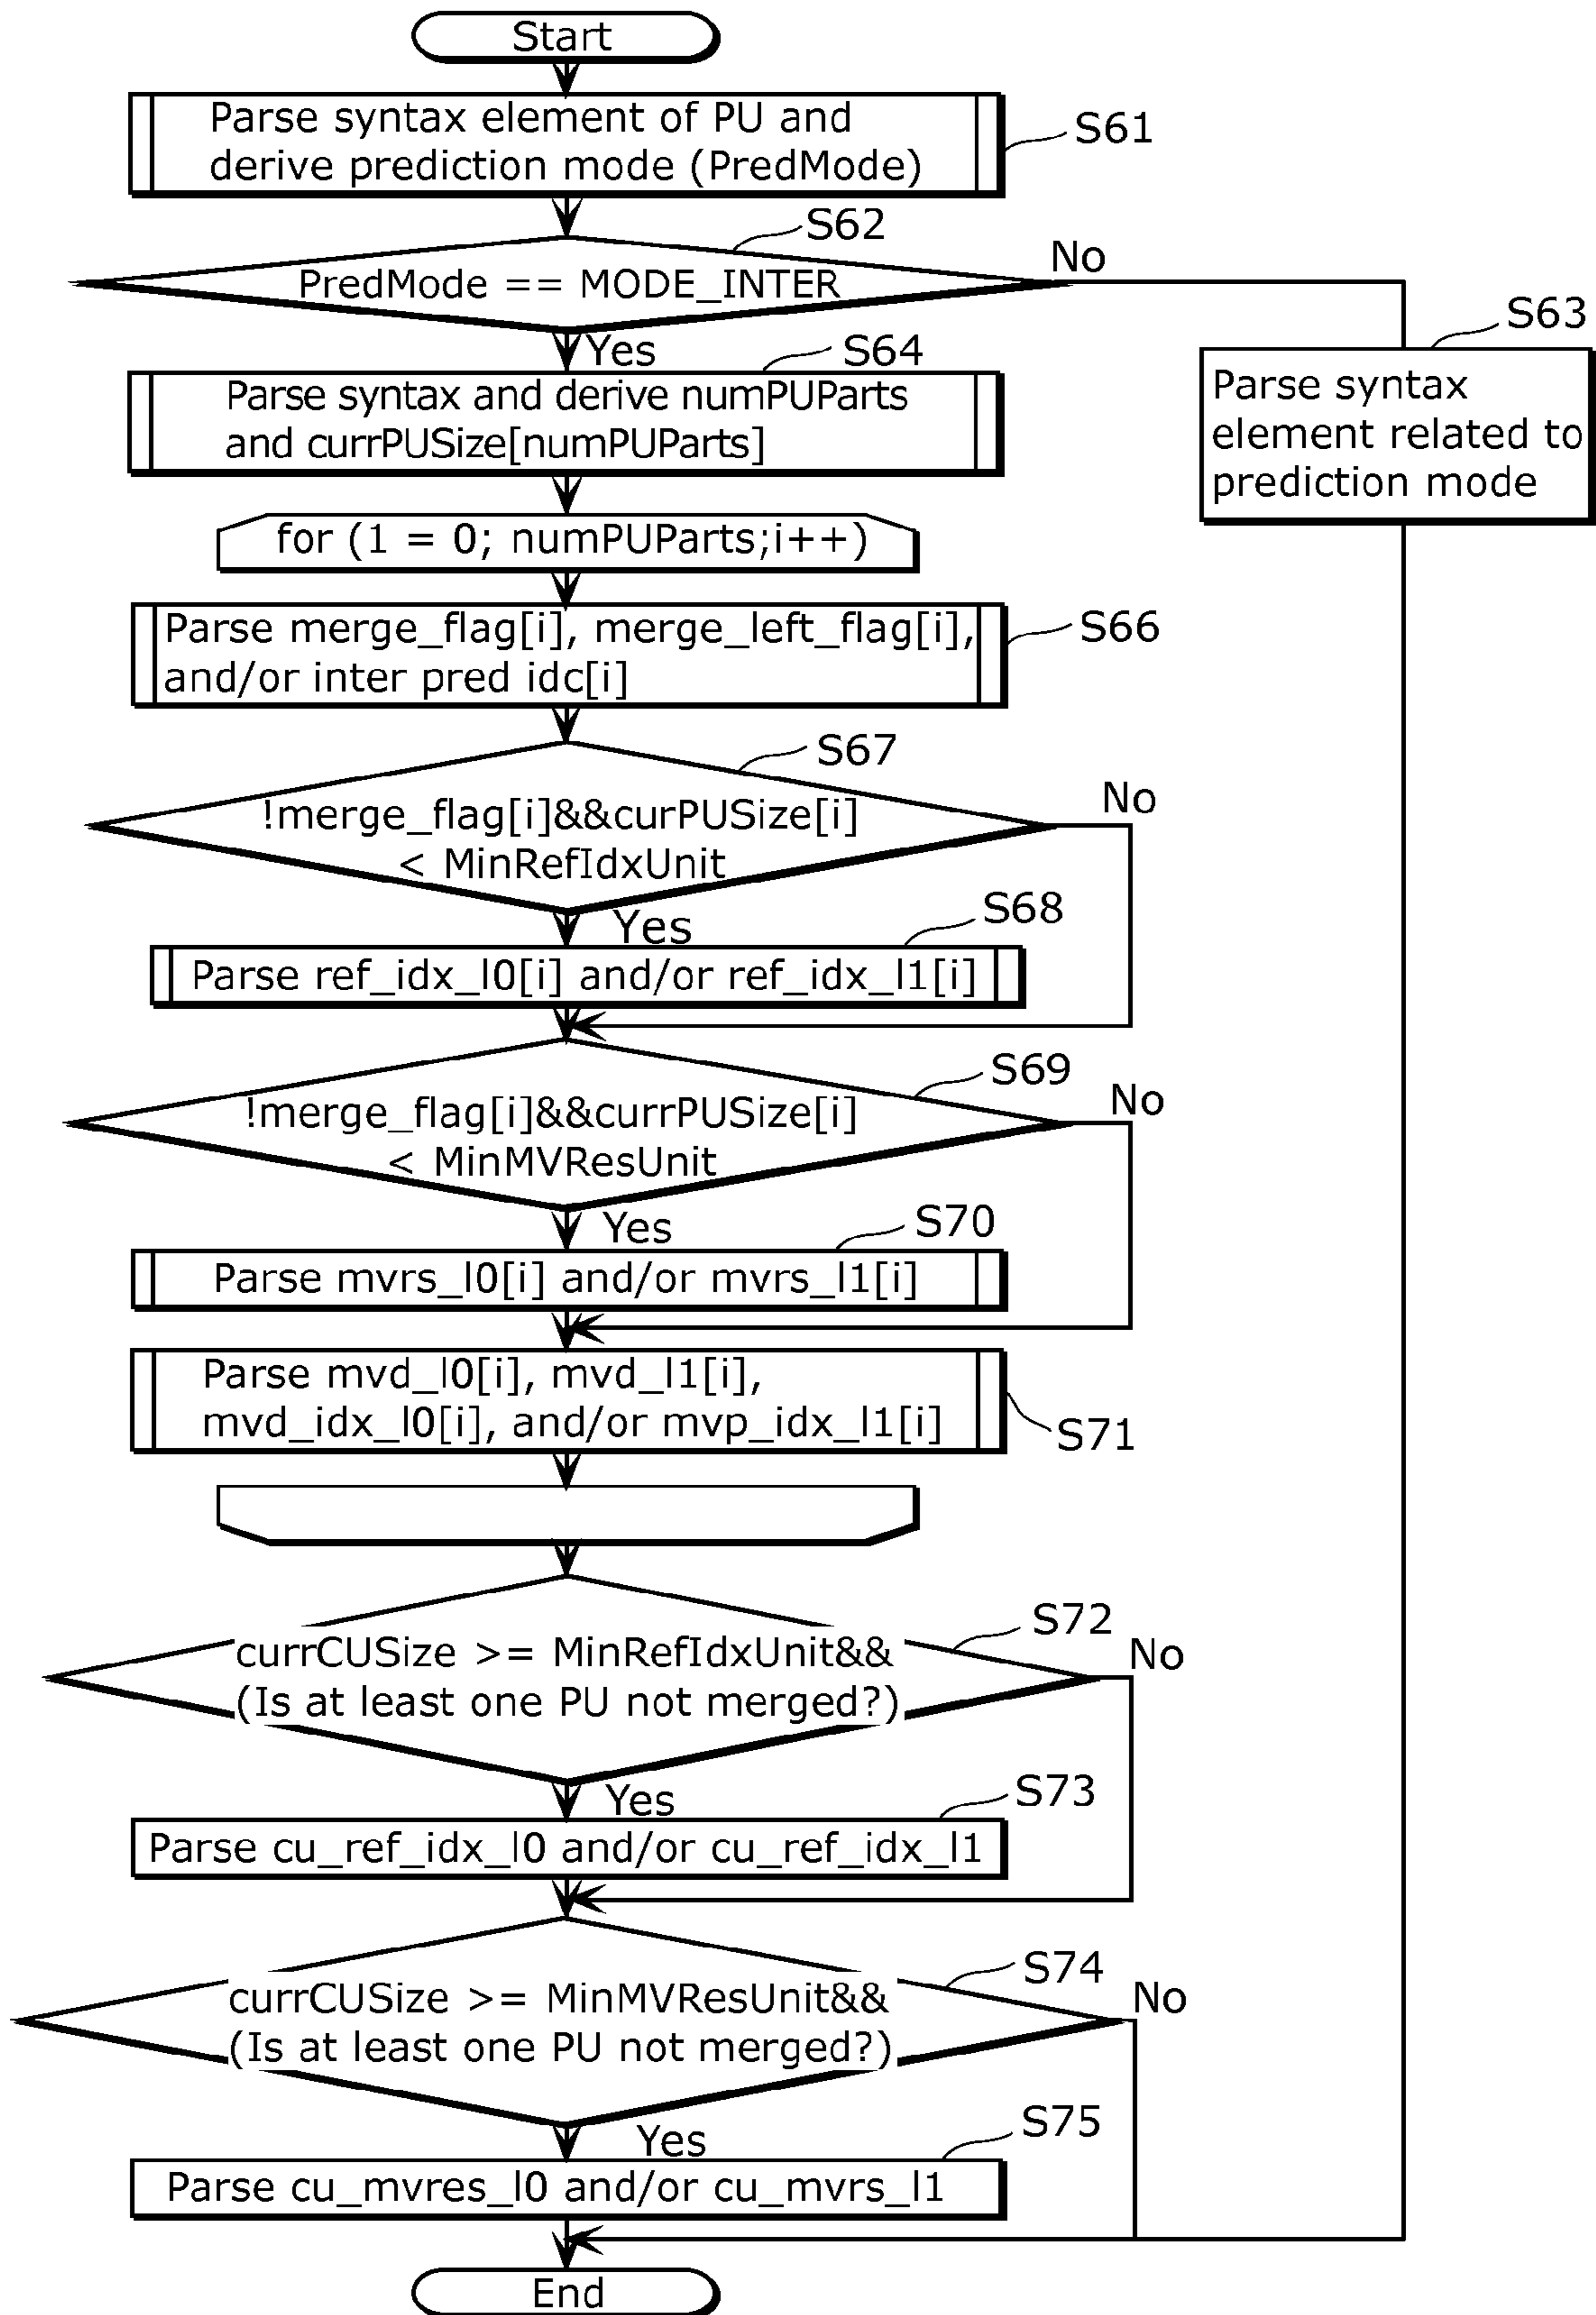 Start
Parse syntax element of PU and
derive prediction mode (PredMode)
S61
S62
PredMode == MODE_INTER
No
Yes
S63
Parse syntax
element related to
prediction mode
S64
Parse syntax and derive numPUParts
and currPUSize[numPUParts]
for (1 = 0; numPUParts;i++)
Parse merge_flag[i], merge_left_flag[i],
and/or inter pred idc[i]
S66
S67
!merge_flag[i]&&curPUSize[i]
< MinRefIdxUnit
No
Yes
S68
Parse ref_idx_l0[i] and/or ref_idx_l1[i]
S69
!merge_flag[i]&&currPUSize[i]
< MinMVResUnit
No
Yes
S70
Parse mvrs_l0[i] and/or mvrs_l1[i]
Parse mvd_l0[i], mvd_l1[i],
mvd_idx_l0[i], and/or mvp_idx_l1[i]
S71
S72
currCUSize >= MinRefIdxUnit&&
(Is at least one PU not merged?)
No
Yes
S73
Parse cu_ref_idx_l0 and/or cu_ref_idx_l1
S74
currCUSize >= MinMVResUnit&&
(Is at least one PU not merged?)
No
Yes
S75
Parse cu_mvres_l0 and/or cu_mvrs_l1
End